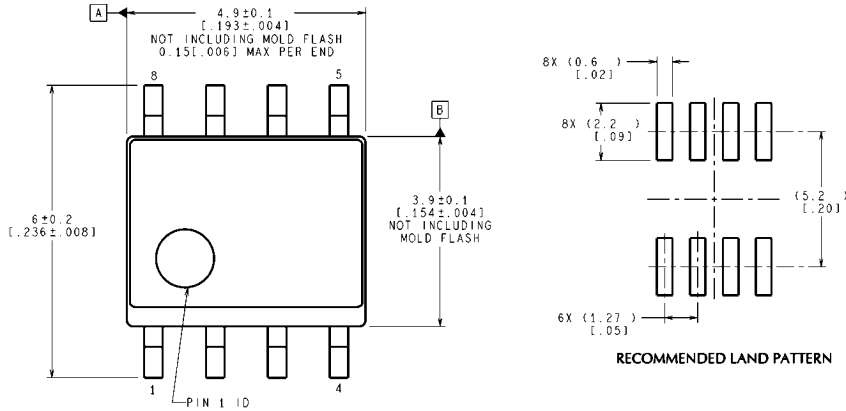 A
4.9±0.1
[.193±.004]
NOT INCLUDING MOLD FLASH
0.15[.006] MAX PER END
8
5
B
6±0.2
[.236±.008]
3.9±0.1
[.154±.004]
NOT INCLUDING
MOLD FLASH
1
4
PIN 1 ID
8X (0.6 )
[.02]
8X (2.2 )
[.09]
(5.2 )
[.20]
6X (1.27 )
[.05]
RECOMMENDED LAND PATTERN